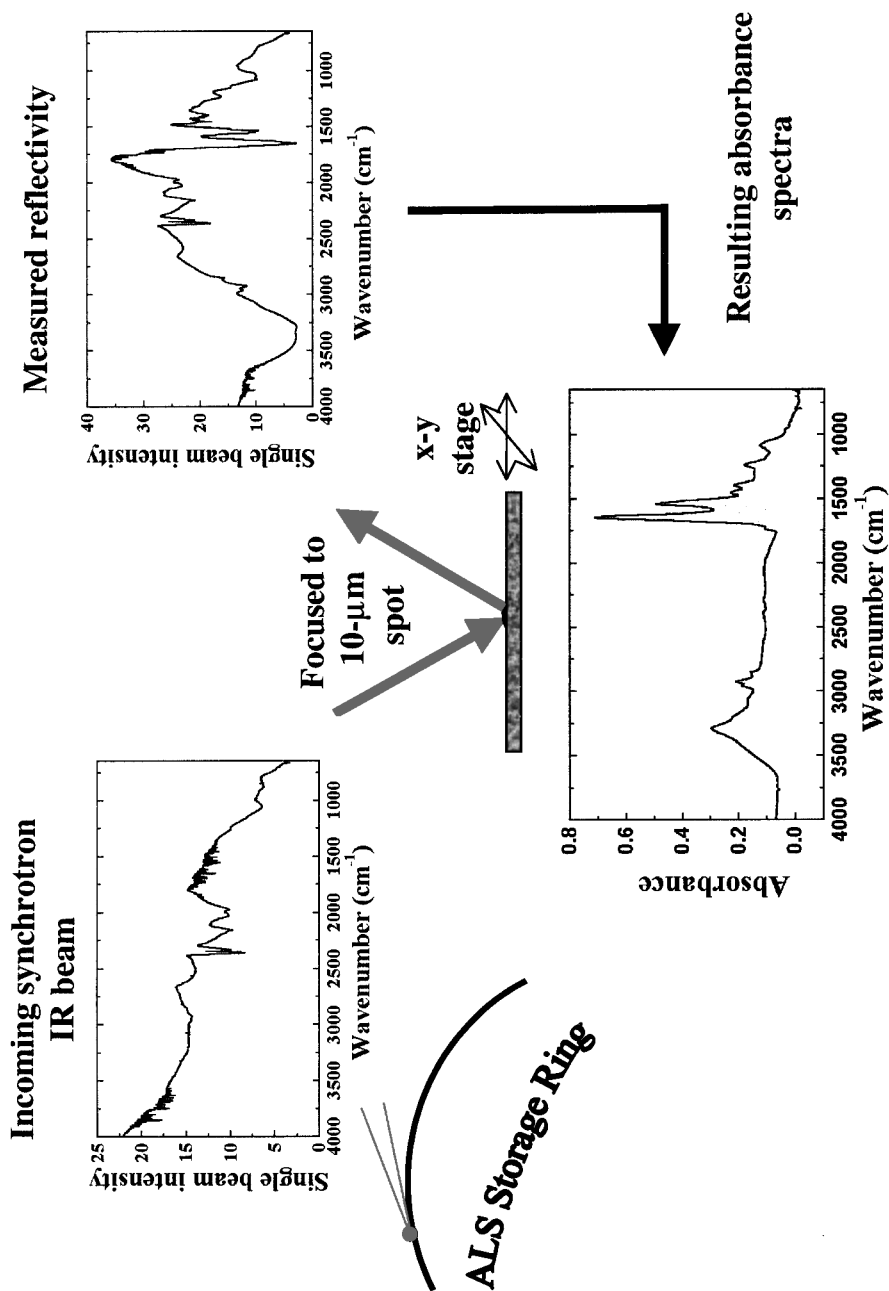 Incoming synchrotron
IR beam
25
20
15
10
5
0
Single beam intensity
4000 3500 3000 2500 2000 1500 1000
Wavenumber (cm⁻¹)
Measured reflectivity
40
30
20
10
0
Single beam intensity
4000 3500 3000 2500 2000 1500 1000
Wavenumber (cm⁻¹)
Focused to
10-μm
spot
x-y
stage
ALS Storage Ring
0.8
0.6
0.4
0.2
0.0
Absorbance
4000 3500 3000 2500 2000 1500 1000
Wavenumber (cm⁻¹)
Resulting absorbance
spectra